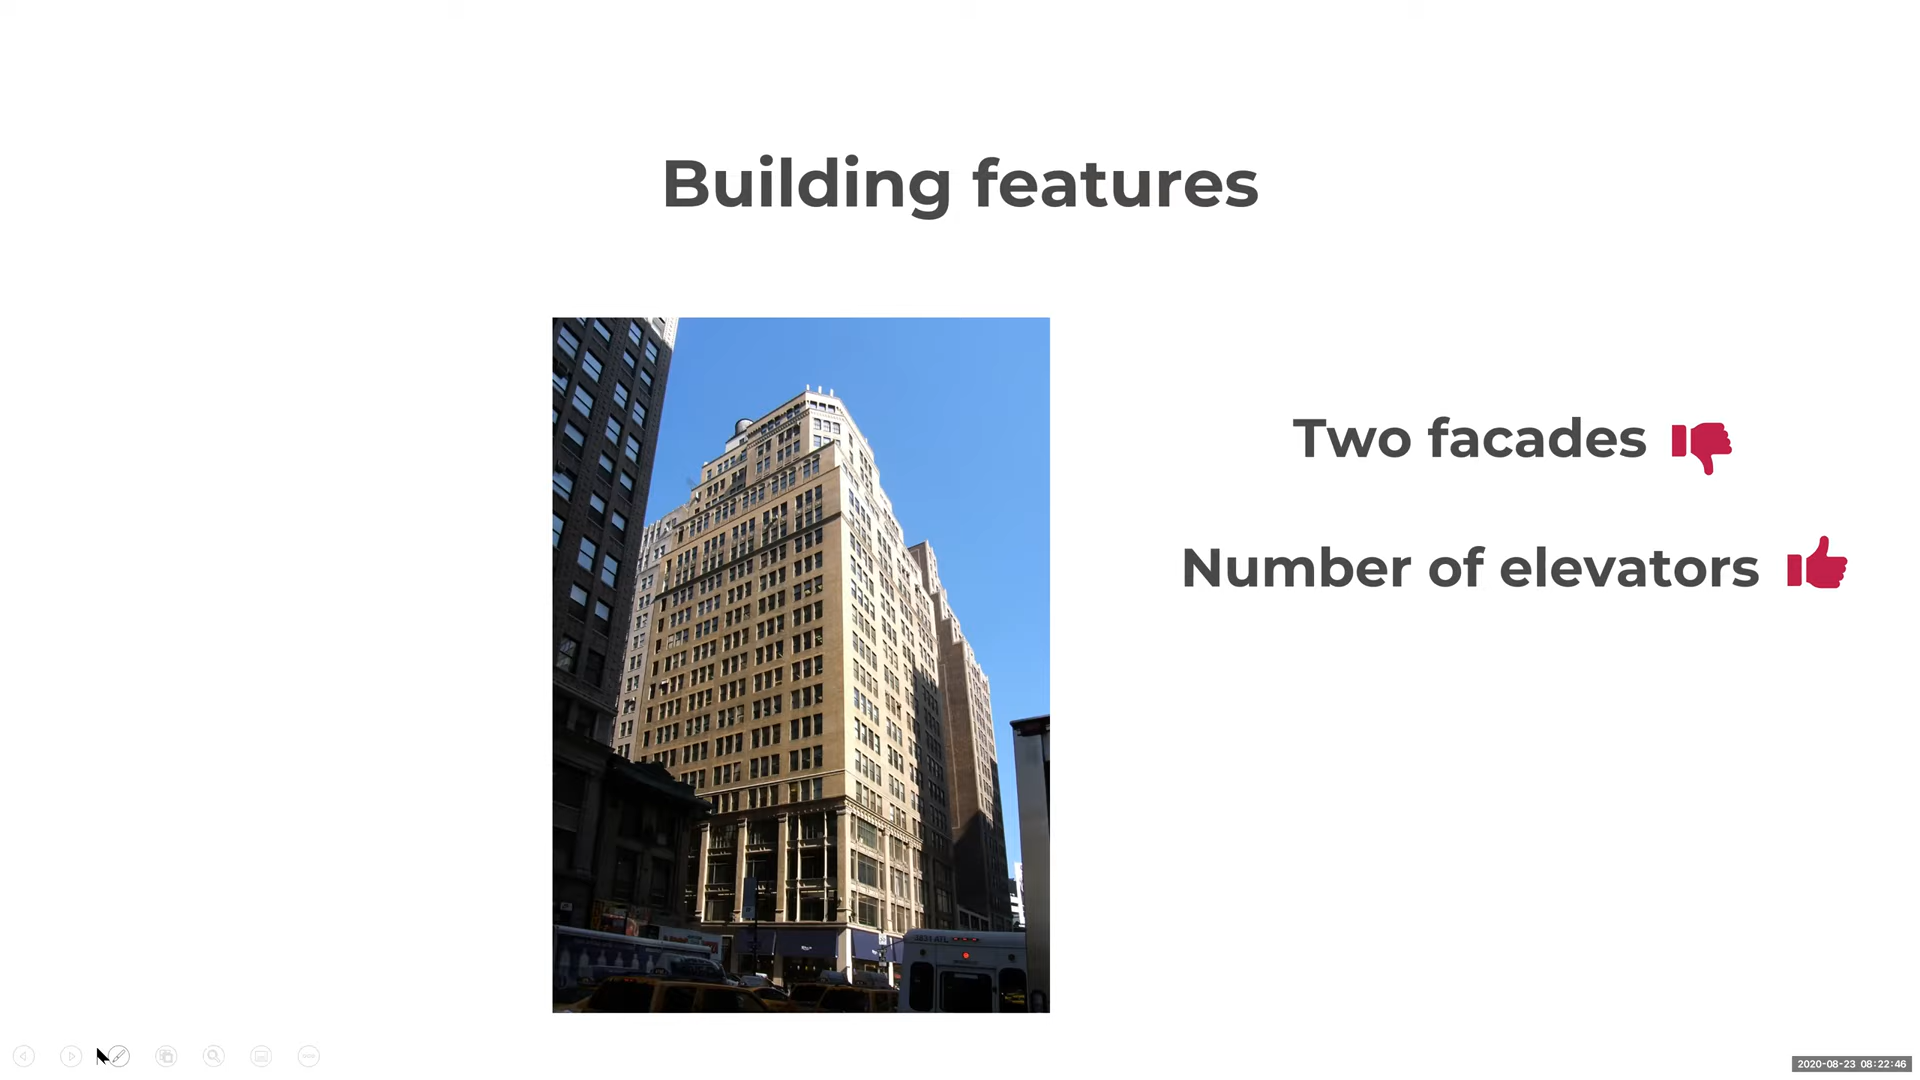 Building features
Two facades
Number of elevators
2020-08-23 08:22:46